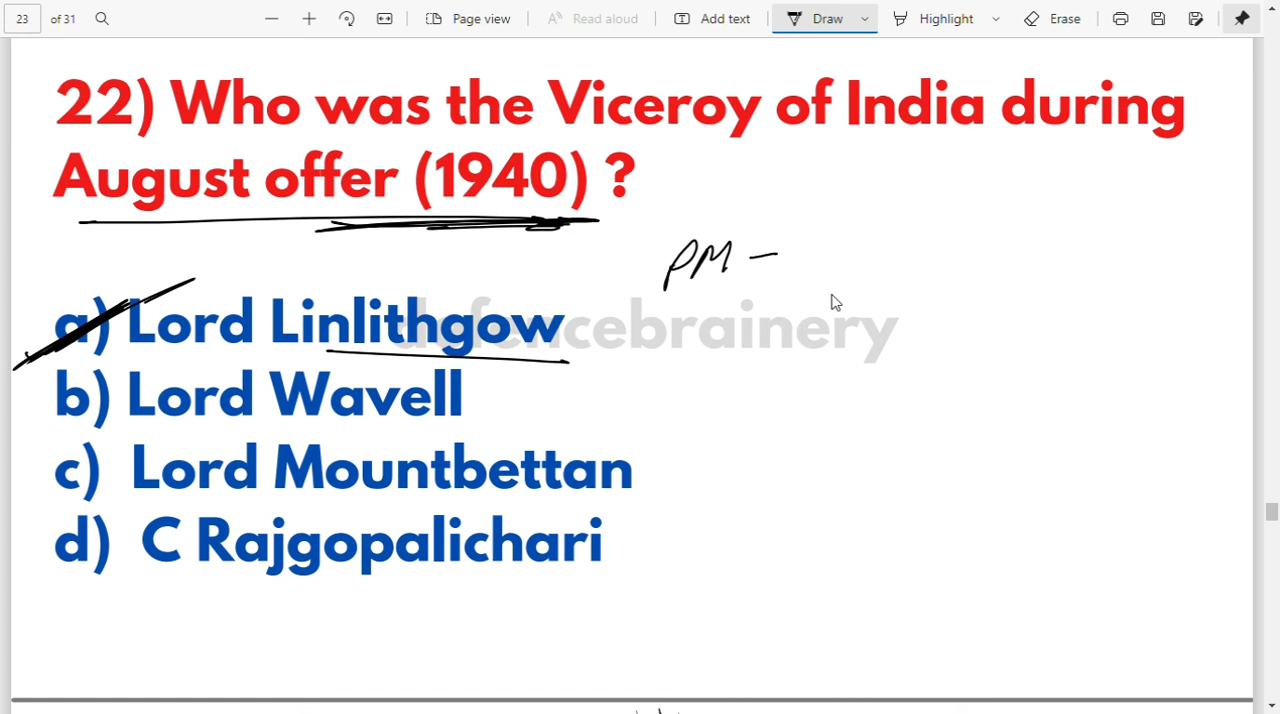 23 of 31 Page view Read aloud Add text Draw Highlight Erase
22) Who was the Viceroy of India during
August offer (1940) ?
PM –
a) Lord Linlithgow
defencebrainery
b) Lord Wavell
c) Lord Mountbettan
d) C Rajgopalichari